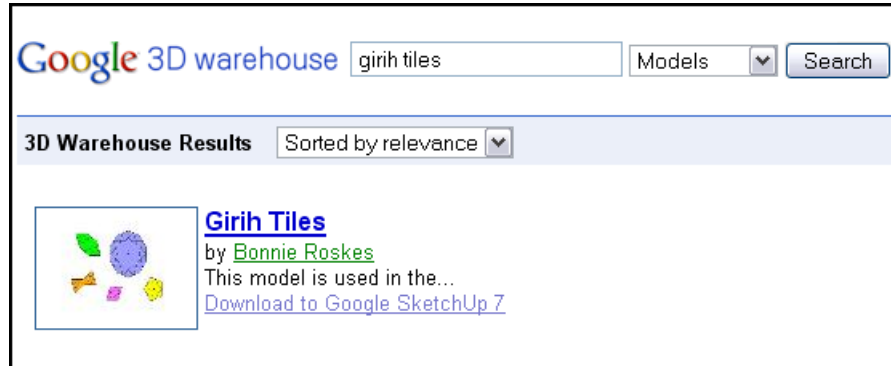 Google 3D warehouse girih tiles Models Search
3D Warehouse Results Sorted by relevance
Girih Tiles
by Bonnie Roskes
This model is used in the...
Download to Google SketchUp 7